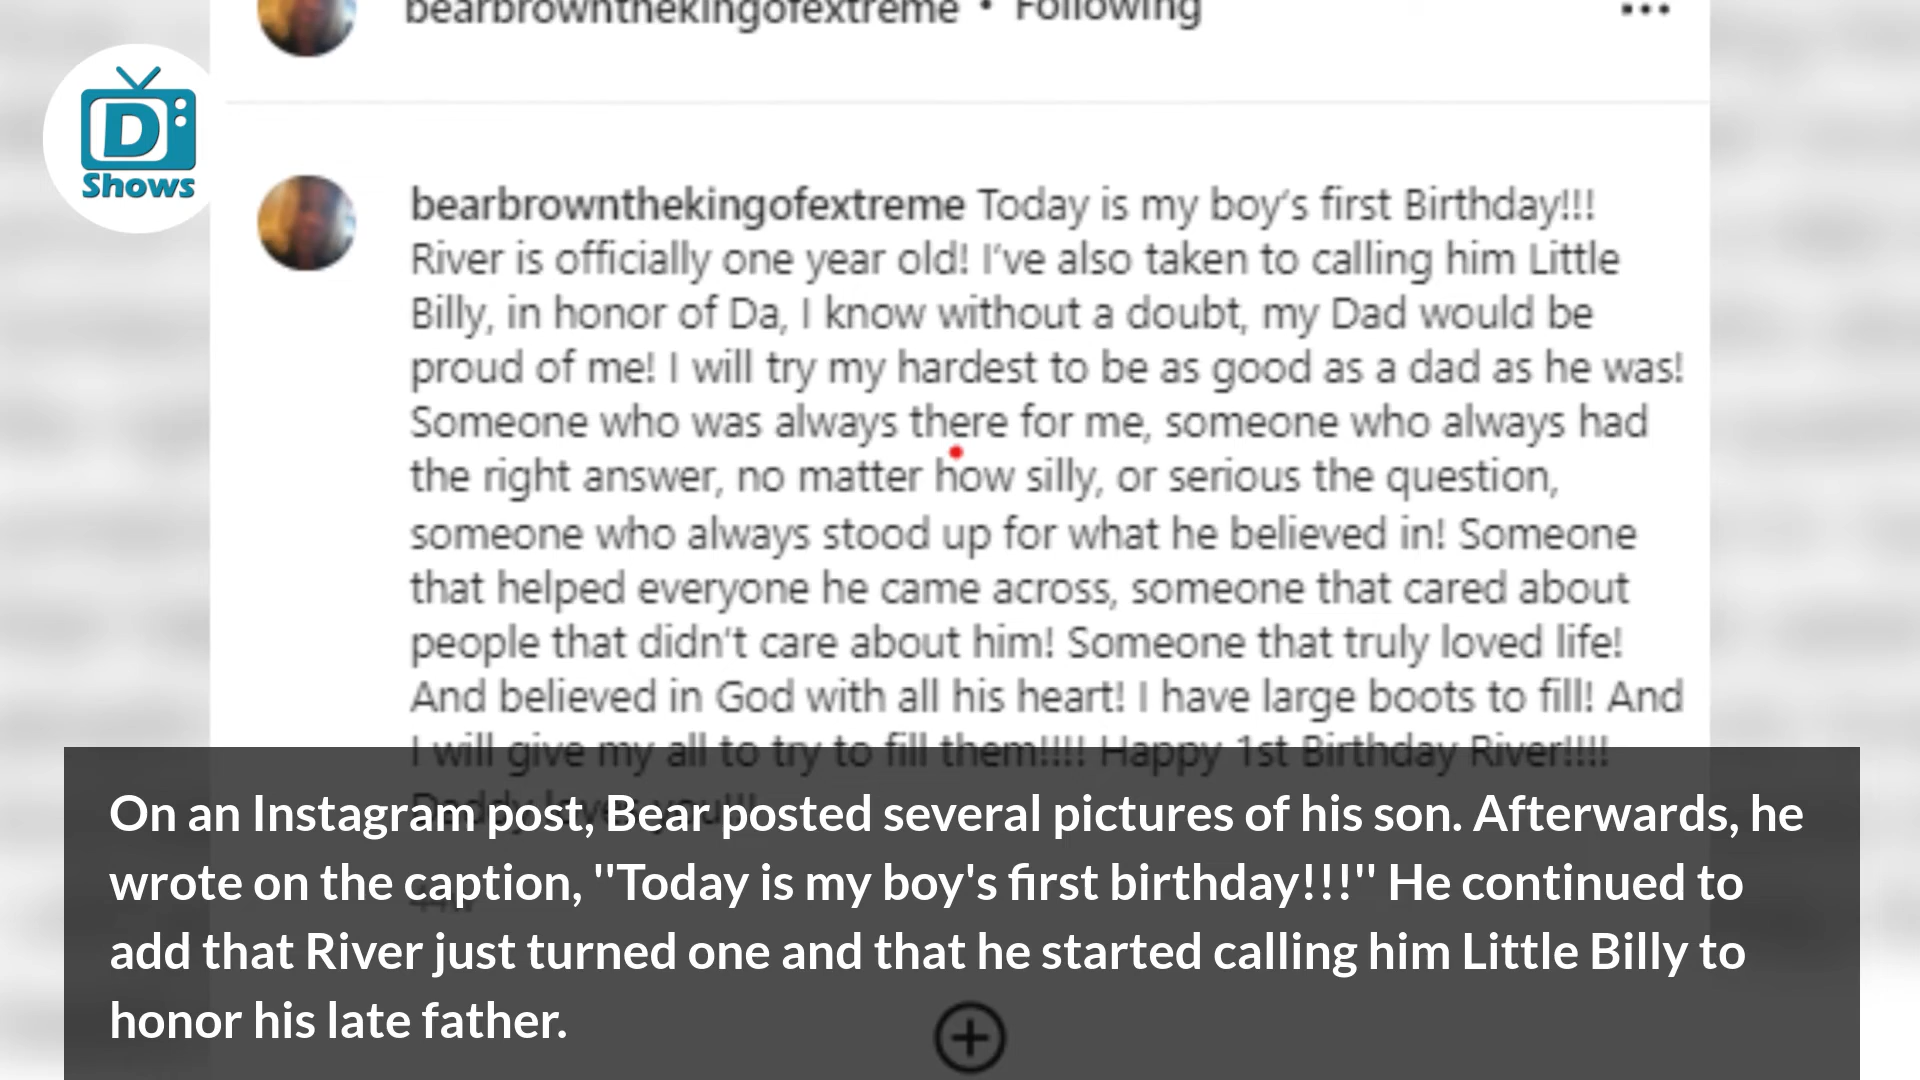 bearbrownthekingofextreme • Following
D
Shows
bearbrownthekingofextreme Today is my boy’s first Birthday!!!
River is officially one year old! I’ve also taken to calling him Little
Billy, in honor of Da, I know without a doubt, my Dad would be
proud of me! I will try my hardest to be as good as a dad as he was!
Someone who was always there for me, someone who always had
the right answer, no matter how silly, or serious the question,
someone who always stood up for what he believed in! Someone
that helped everyone he came across, someone that cared about
people that didn’t care about him! Someone that truly loved life!
And believed in God with all his heart! I have large boots to fill! And
I will give my all to try to fill them!!!! Happy 1st Birthday River!!!!
Daddy loves you!!!
On an Instagram post, Bear posted several pictures of his son. Afterwards, he
wrote on the caption, "Today is my boy's first birthday!!!" He continued to
add that River just turned one and that he started calling him Little Billy to
honor his late father.